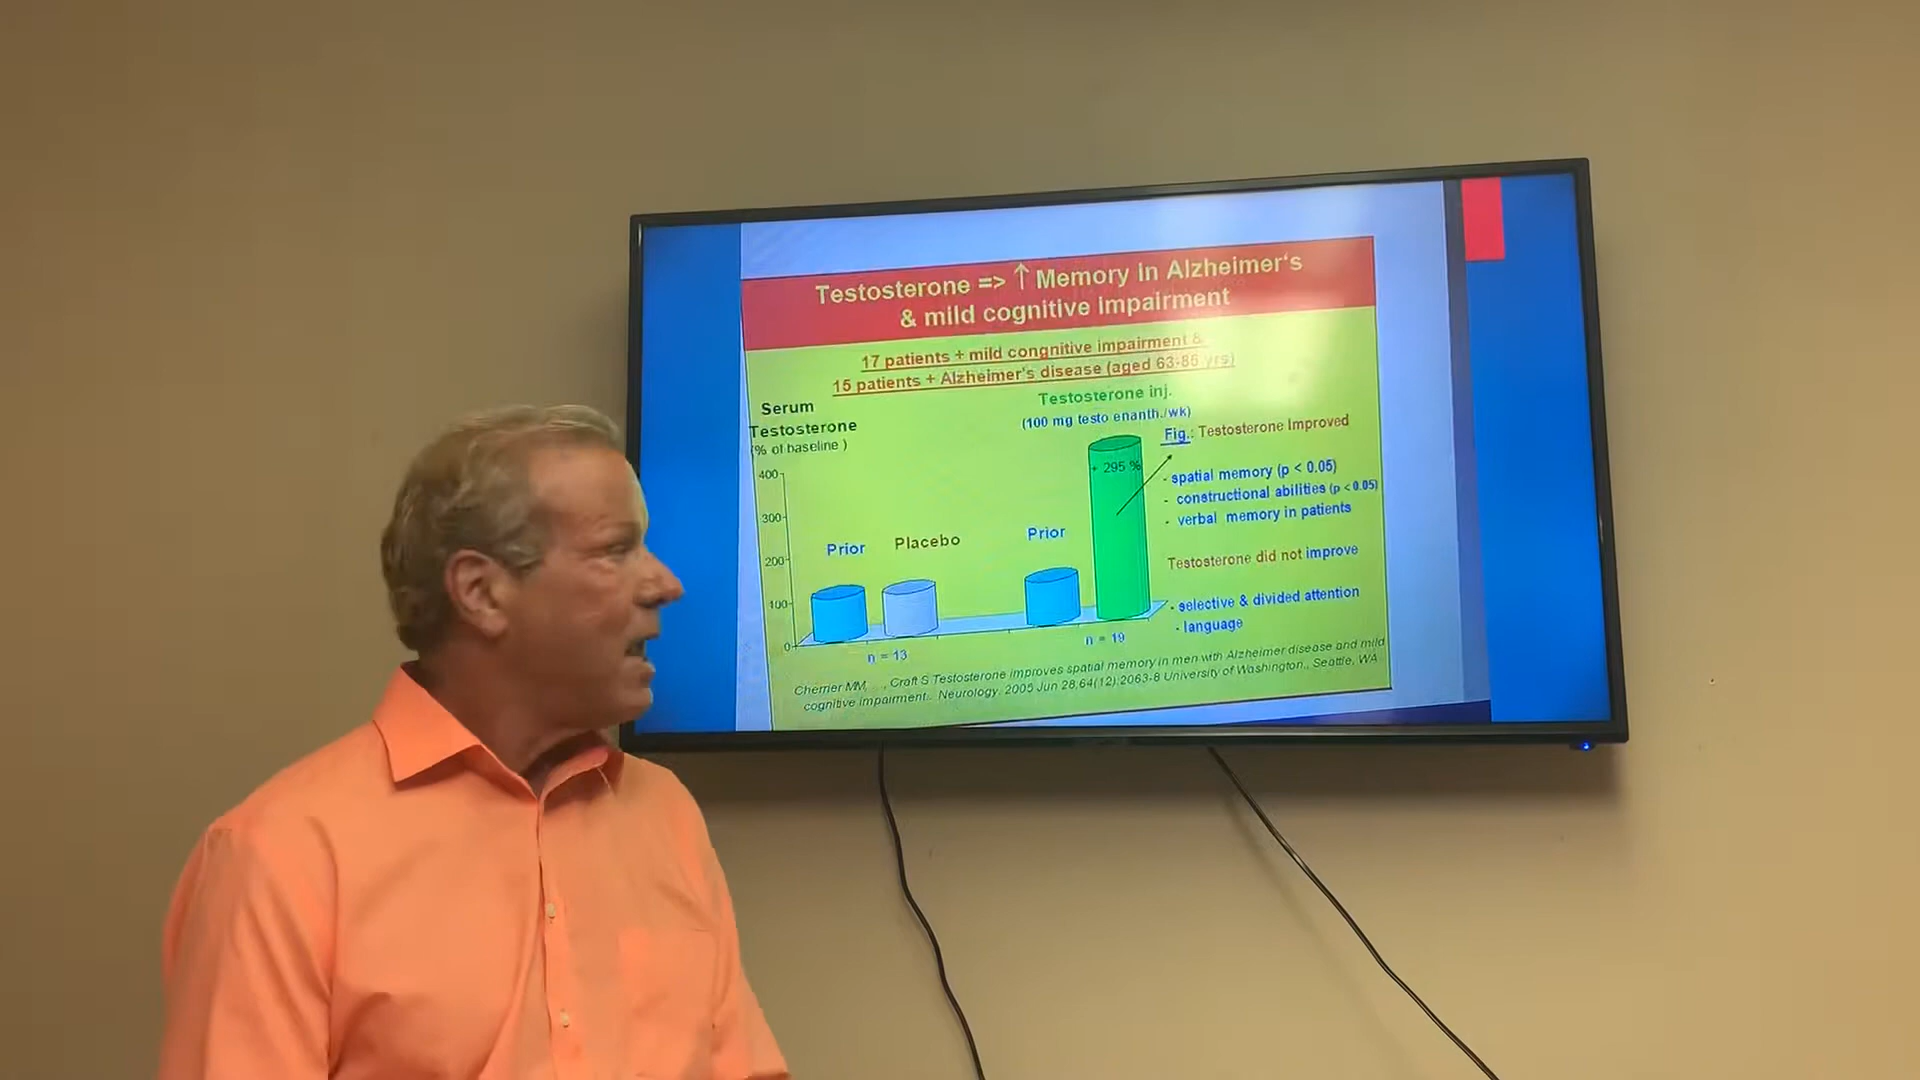 Testosterone => ↑ Memory in Alzheimer's
& mild cognitive impairment
17 patients + mild congnitive impairment &
15 patients + Alzheimer's disease (aged 63-86 yrs)
Serum
Testosterone
(% of baseline )
400
300
200
100
0
Prior
Placebo
n = 13
Testosterone inj.
(100 mg testo enanth./wk)
Prior
+ 295 %
n = 19
Fig.: Testosterone Improved
- spatial memory (p < 0.05)
- constructional abilities (p < 0.05)
- verbal memory in patients
Testosterone did not improve
- selective & divided attention
- language
Cherrier MM, Craft S Testosterone improves spatial memory in men with Alzheimer disease and mild
cognitive impairment.. Neurology. 2005 Jun 28;64(12):2063-8 University of Washington., Seattle, WA